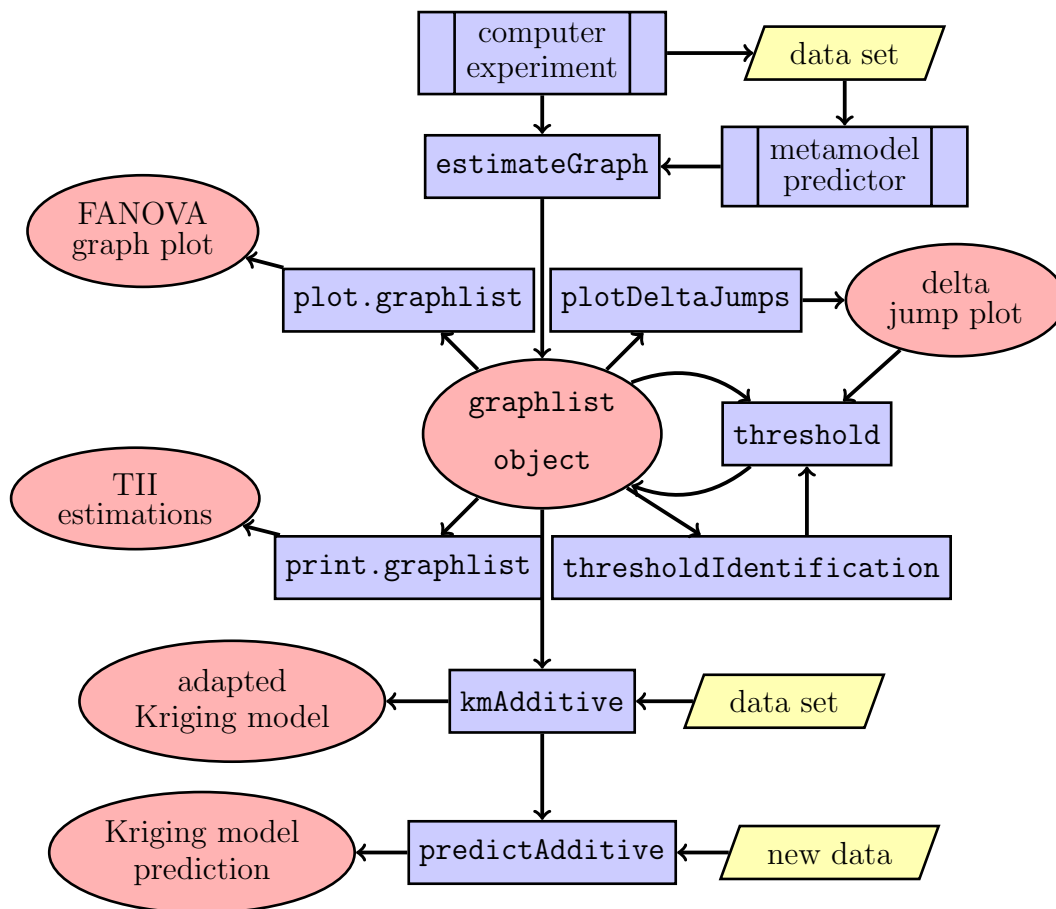 computer
experiment
data set
estimateGraph
metamodel
predictor
FANOVA
graph plot
plot.graphlist
plotDeltaJumps
delta
jump plot
graphlist
object
threshold
TII
estimations
print.graphlist
thresholdIdentification
adapted
Kriging model
kmAdditive
data set
Kriging model
prediction
predictAdditive
new data